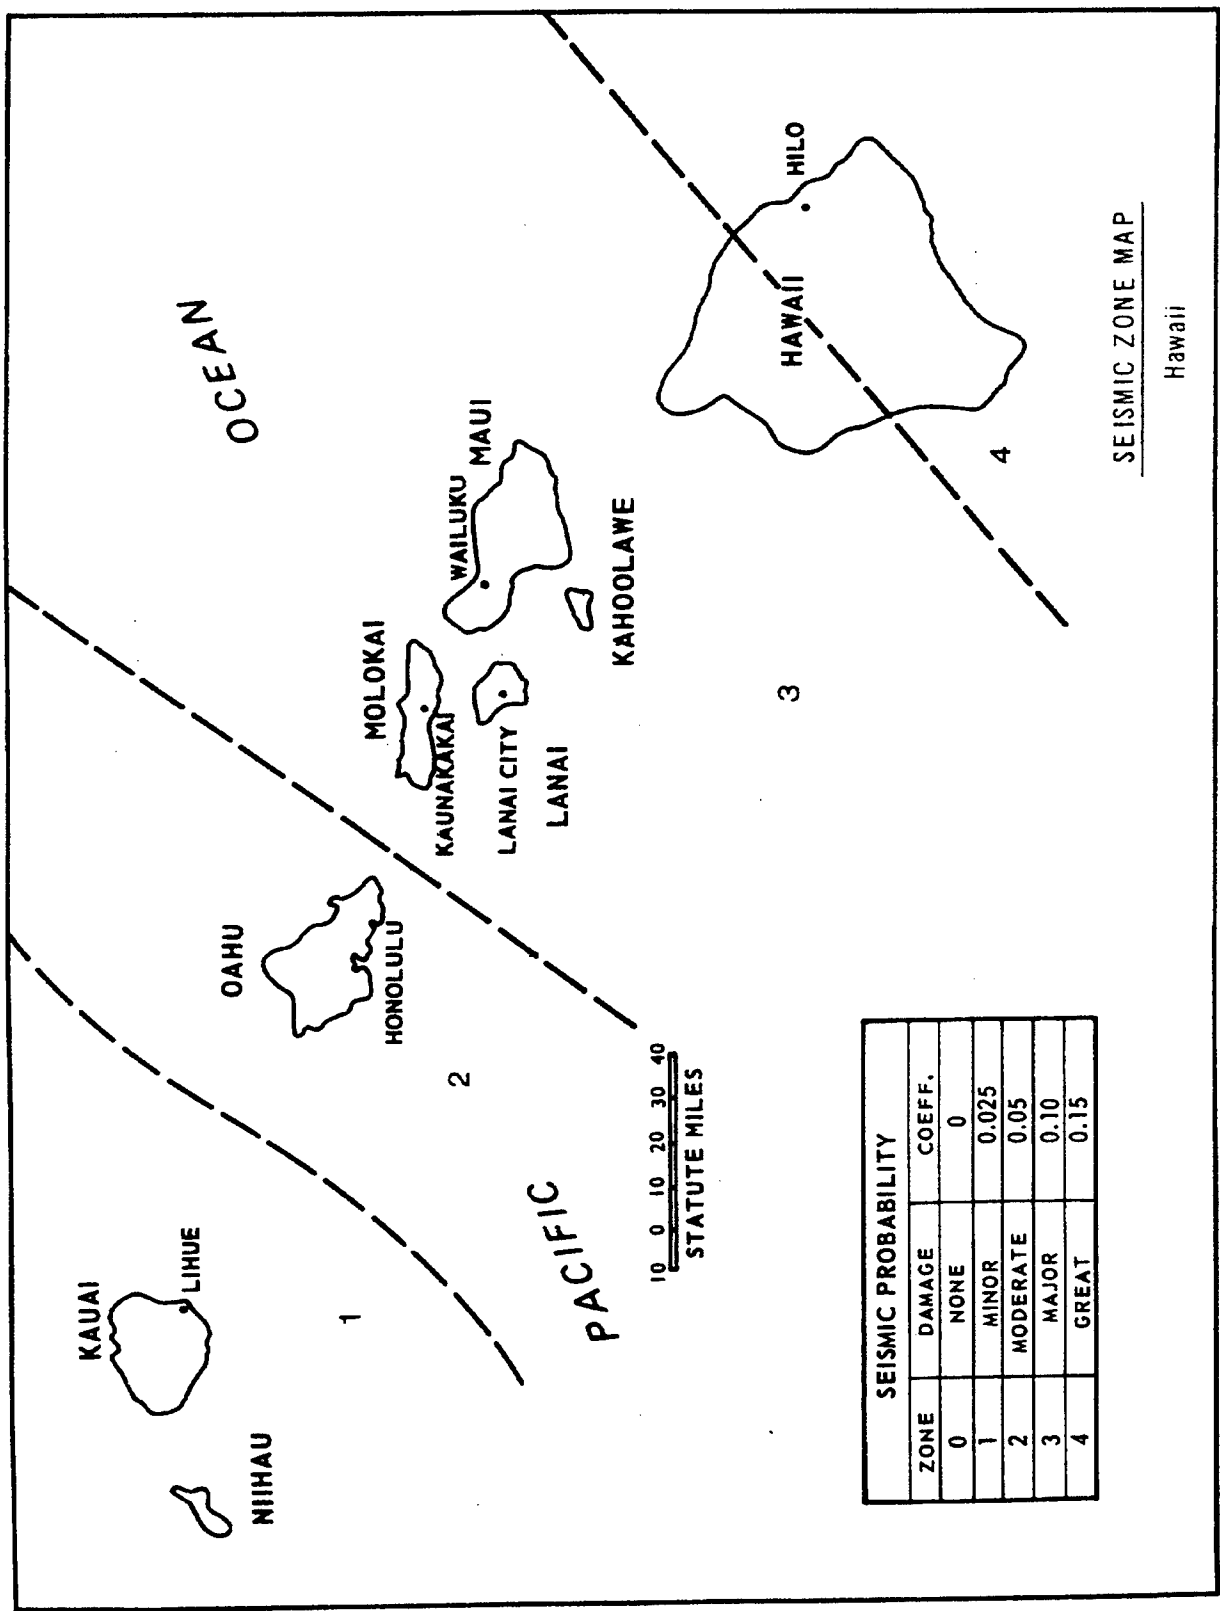 KAUAI
LIHUE
NIIHAU
1
OAHU
HONOLULU
2
OCEAN
MOLOKAI
KAUNAKAKAI
WAILUKU
MAUI
LANAI CITY
LANAI
KAHOOLAWE
3
PACIFIC
10 0 10 20 30 40
STATUTE MILES
HILO
HAWAII
4
SEISMIC PROBABILITY
ZONE DAMAGE COEFF.
0 NONE 0
1 MINOR 0.025
2 MODERATE 0.05
3 MAJOR 0.10
4 GREAT 0.15
SEISMIC ZONE MAP
Hawaii